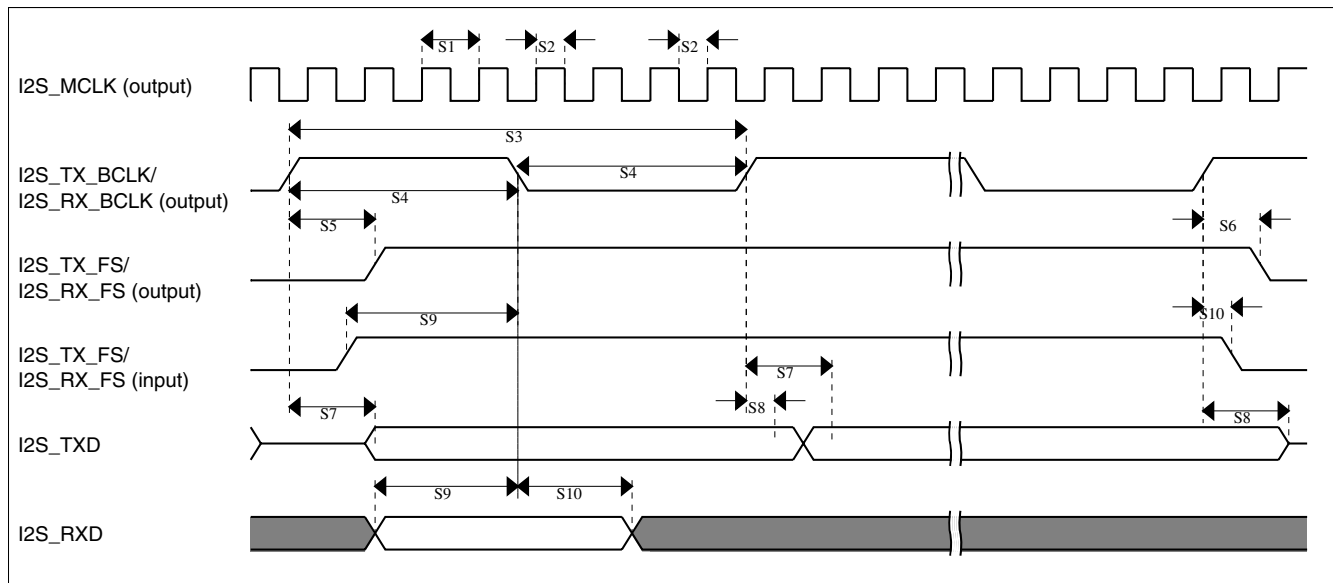 S1 S2 S2
I2S_MCLK (output)
S3
I2S_TX_BCLK/
I2S_RX_BCLK (output)
S4
S4
S5
S6
I2S_TX_FS/
I2S_RX_FS (output)
S9
S10
I2S_TX_FS/
I2S_RX_FS (input)
S7
S7
S8
S8
I2S_TXD
S9
S10
I2S_RXD